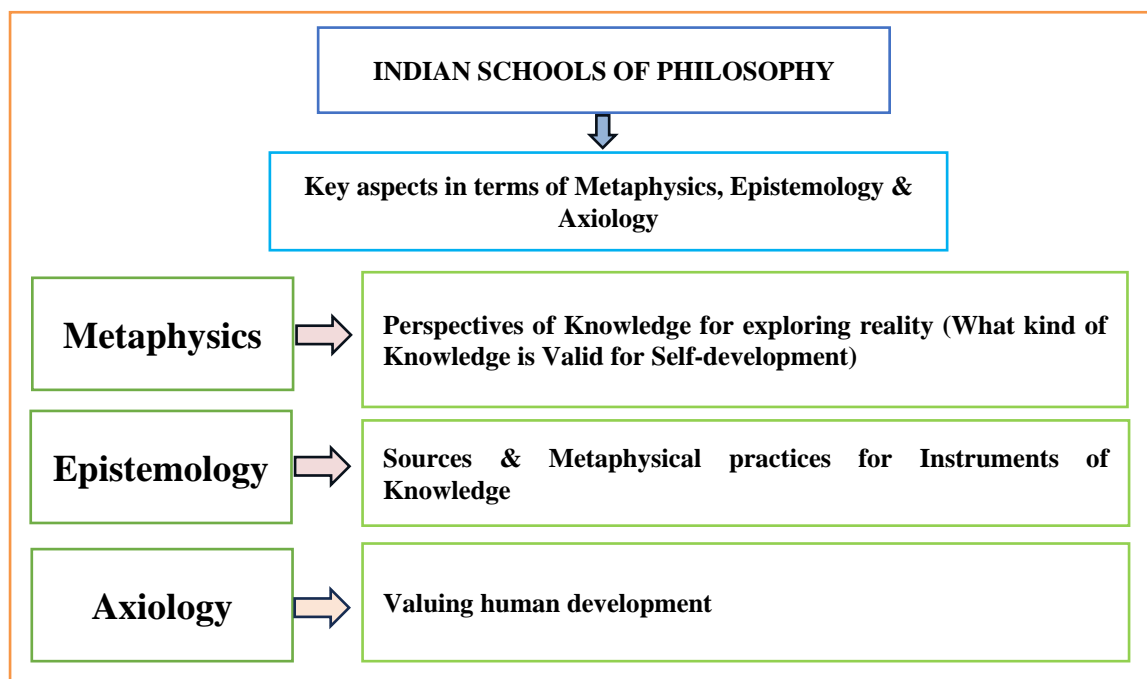 INDIAN SCHOOLS OF PHILOSOPHY
Key aspects in terms of Metaphysics, Epistemology &
Axiology
Metaphysics
Perspectives of Knowledge for exploring reality (What kind of
Knowledge is Valid for Self-development)
Epistemology
Sources & Metaphysical practices for Instruments of
Knowledge
Axiology
Valuing human development